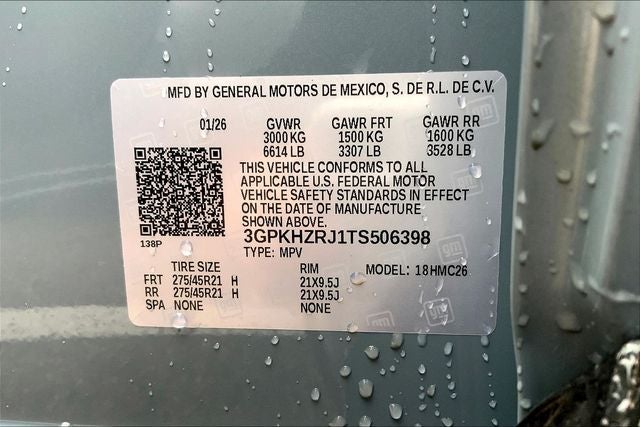 MFD BY GENERAL MOTORS DE MEXICO, S. DE R.L. DE C.V.
01/26 GVWR GAWR FRT GAWR RR
3000 KG 1500 KG 1600 KG
6614 LB 3307 LB 3528 LB
THIS VEHICLE CONFORMS TO ALL
APPLICABLE U.S. FEDERAL MOTOR
VEHICLE SAFETY STANDARDS IN EFFECT
ON THE DATE OF MANUFACTURE
SHOWN ABOVE.
138P 3GPKHZRJ1TS506398
TYPE: MPV
TIRE SIZE RIM MODEL: 18HMC26
FRT 275/45R21 H 21X9.5J
RR 275/45R21 H 21X9.5J
SPA NONE NONE
gm